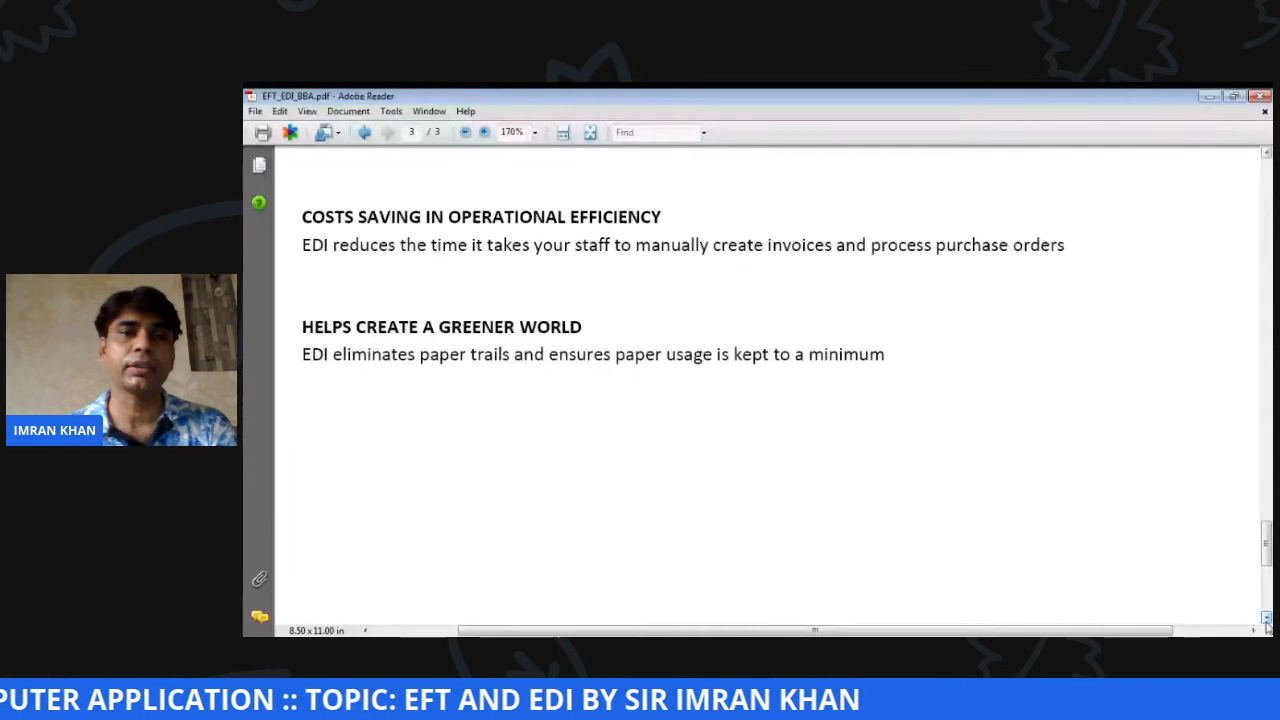 EFT_EDI_BBA.pdf - Adobe Reader
File Edit View Document Tools Window Help
3 / 3 170% Find
COSTS SAVING IN OPERATIONAL EFFICIENCY
EDI reduces the time it takes your staff to manually create invoices and process purchase orders
HELPS CREATE A GREENER WORLD
EDI eliminates paper trails and ensures paper usage is kept to a minimum
IMRAN KHAN
8.50 x 11.00 in
PUTER APPLICATION :: TOPIC: EFT AND EDI BY SIR IMRAN KHAN